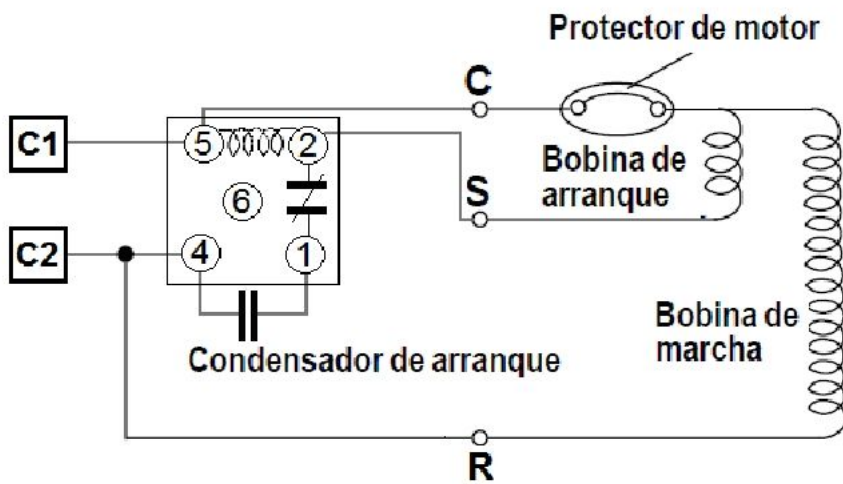 Protector de motor
C
C1
5
2
Bobina de
arranque
6
S
C2
4
1
Bobina de
marcha
Condensador de arranque
R